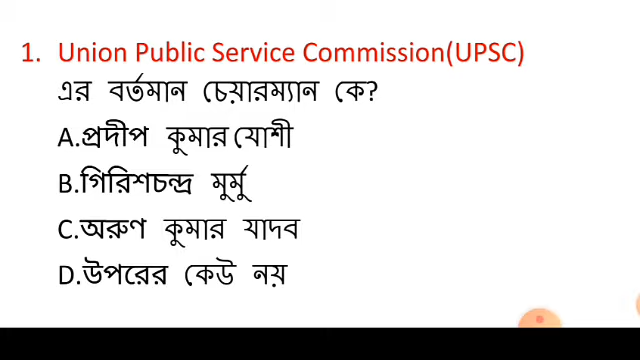 1. Union Public Service Commission(UPSC)
এর বর্তমান চেয়ারম্যান কে?
A.প্রদীপ কুমার যোশী
B.গিরিশচন্দ্র মুর্মু
C.অরুণ কুমার যাদব
D.উপরের কেউ নয়